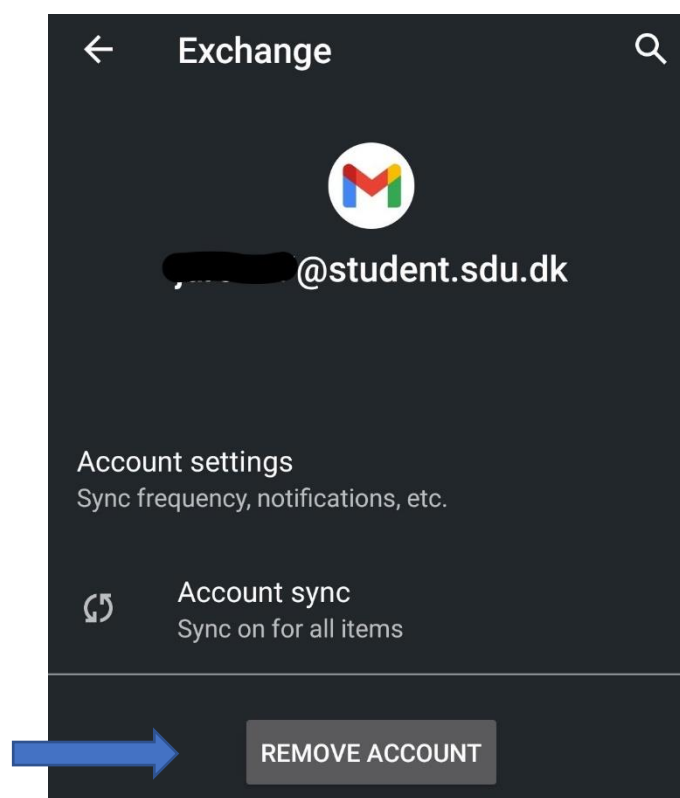 Exchange
@student.sdu.dk
Account settings
Sync frequency, notifications, etc.
Account sync
Sync on for all items
REMOVE ACCOUNT